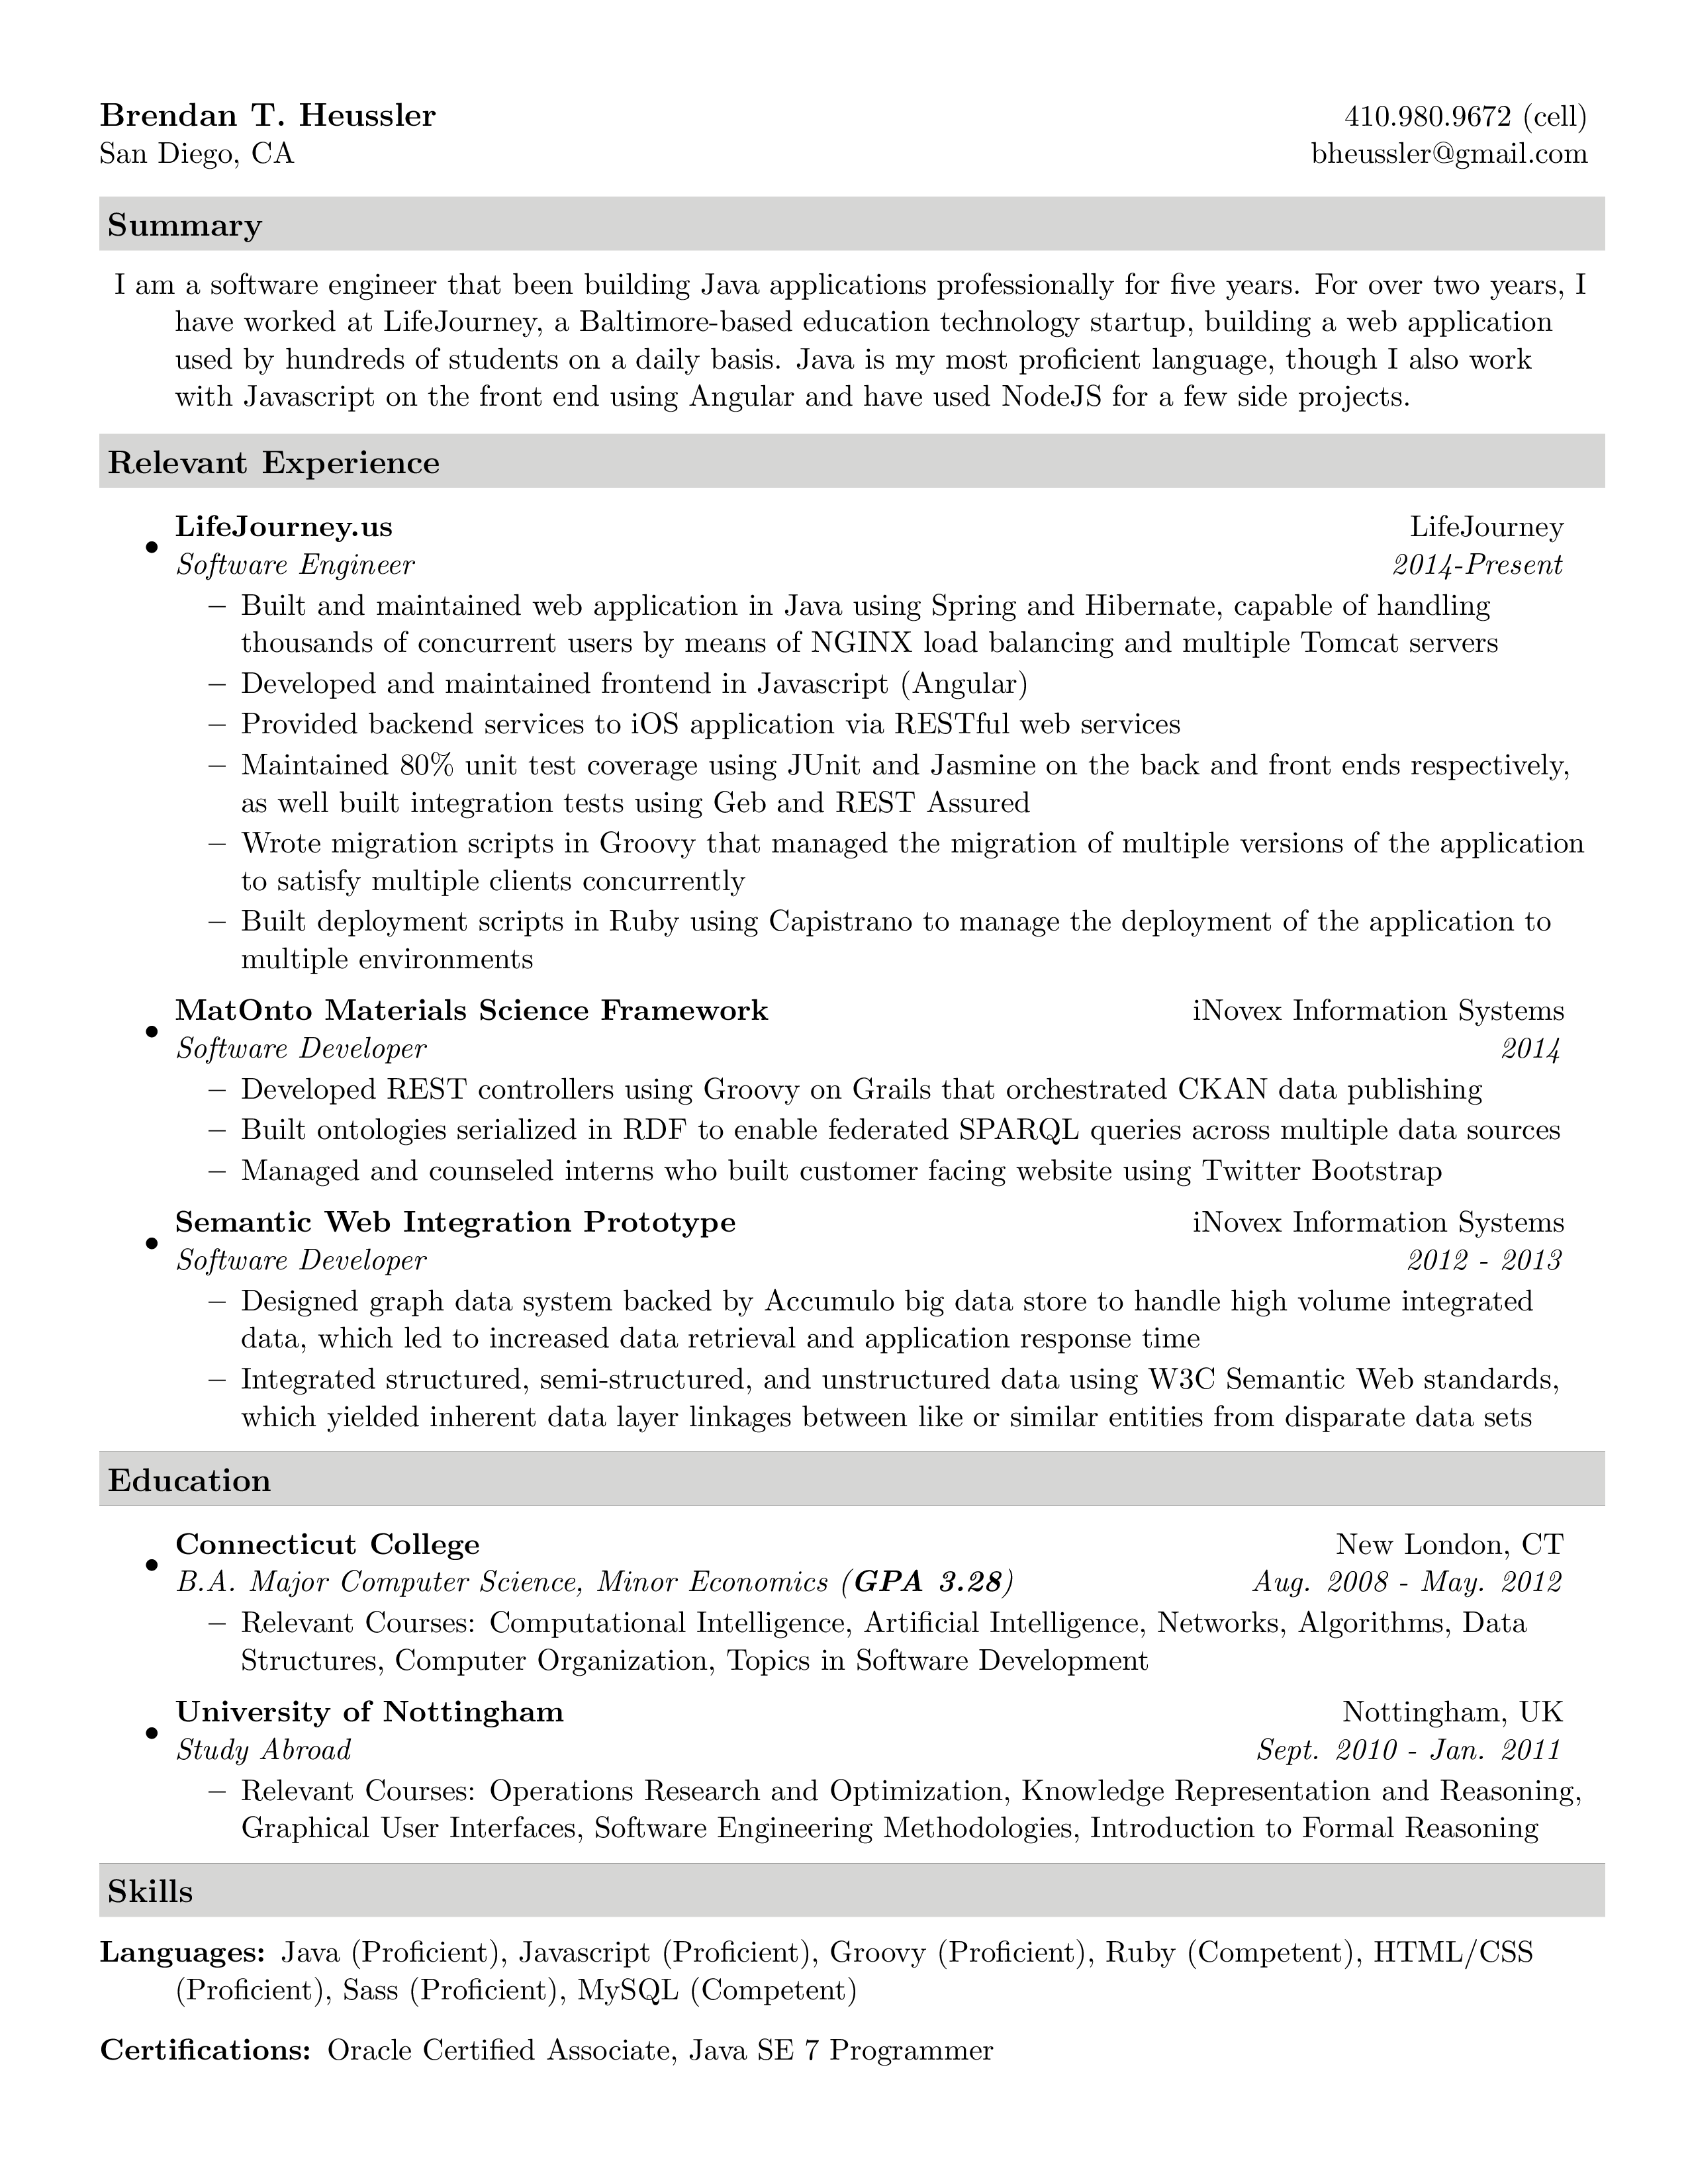 Brendan T. Heussler 410.980.9672 (cell)
San Diego, CA bheussler@gmail.com
Summary
I am a software engineer that been building Java applications professionally for five years. For over two years, I
have worked at LifeJourney, a Baltimore-based education technology startup, building a web application
used by hundreds of students on a daily basis. Java is my most proficient language, though I also work
with Javascript on the front end using Angular and have used NodeJS for a few side projects.
Relevant Experience
• LifeJourney.us LifeJourney
Software Engineer 2014-Present
– Built and maintained web application in Java using Spring and Hibernate, capable of handling
thousands of concurrent users by means of NGINX load balancing and multiple Tomcat servers
– Developed and maintained frontend in Javascript (Angular)
– Provided backend services to iOS application via RESTful web services
– Maintained 80% unit test coverage using JUnit and Jasmine on the back and front ends respectively,
as well built integration tests using Geb and REST Assured
– Wrote migration scripts in Groovy that managed the migration of multiple versions of the application
to satisfy multiple clients concurrently
– Built deployment scripts in Ruby using Capistrano to manage the deployment of the application to
multiple environments
• MatOnto Materials Science Framework iNovex Information Systems
Software Developer 2014
– Developed REST controllers using Groovy on Grails that orchestrated CKAN data publishing
– Built ontologies serialized in RDF to enable federated SPARQL queries across multiple data sources
– Managed and counseled interns who built customer facing website using Twitter Bootstrap
• Semantic Web Integration Prototype iNovex Information Systems
Software Developer 2012 - 2013
– Designed graph data system backed by Accumulo big data store to handle high volume integrated
data, which led to increased data retrieval and application response time
– Integrated structured, semi-structured, and unstructured data using W3C Semantic Web standards,
which yielded inherent data layer linkages between like or similar entities from disparate data sets
Education
• Connecticut College New London, CT
B.A. Major Computer Science, Minor Economics (GPA 3.28) Aug. 2008 - May. 2012
– Relevant Courses: Computational Intelligence, Artificial Intelligence, Networks, Algorithms, Data
Structures, Computer Organization, Topics in Software Development
• University of Nottingham Nottingham, UK
Study Abroad Sept. 2010 - Jan. 2011
– Relevant Courses: Operations Research and Optimization, Knowledge Representation and Reasoning,
Graphical User Interfaces, Software Engineering Methodologies, Introduction to Formal Reasoning
Skills
Languages: Java (Proficient), Javascript (Proficient), Groovy (Proficient), Ruby (Competent), HTML/CSS
(Proficient), Sass (Proficient), MySQL (Competent)
Certifications: Oracle Certified Associate, Java SE 7 Programmer